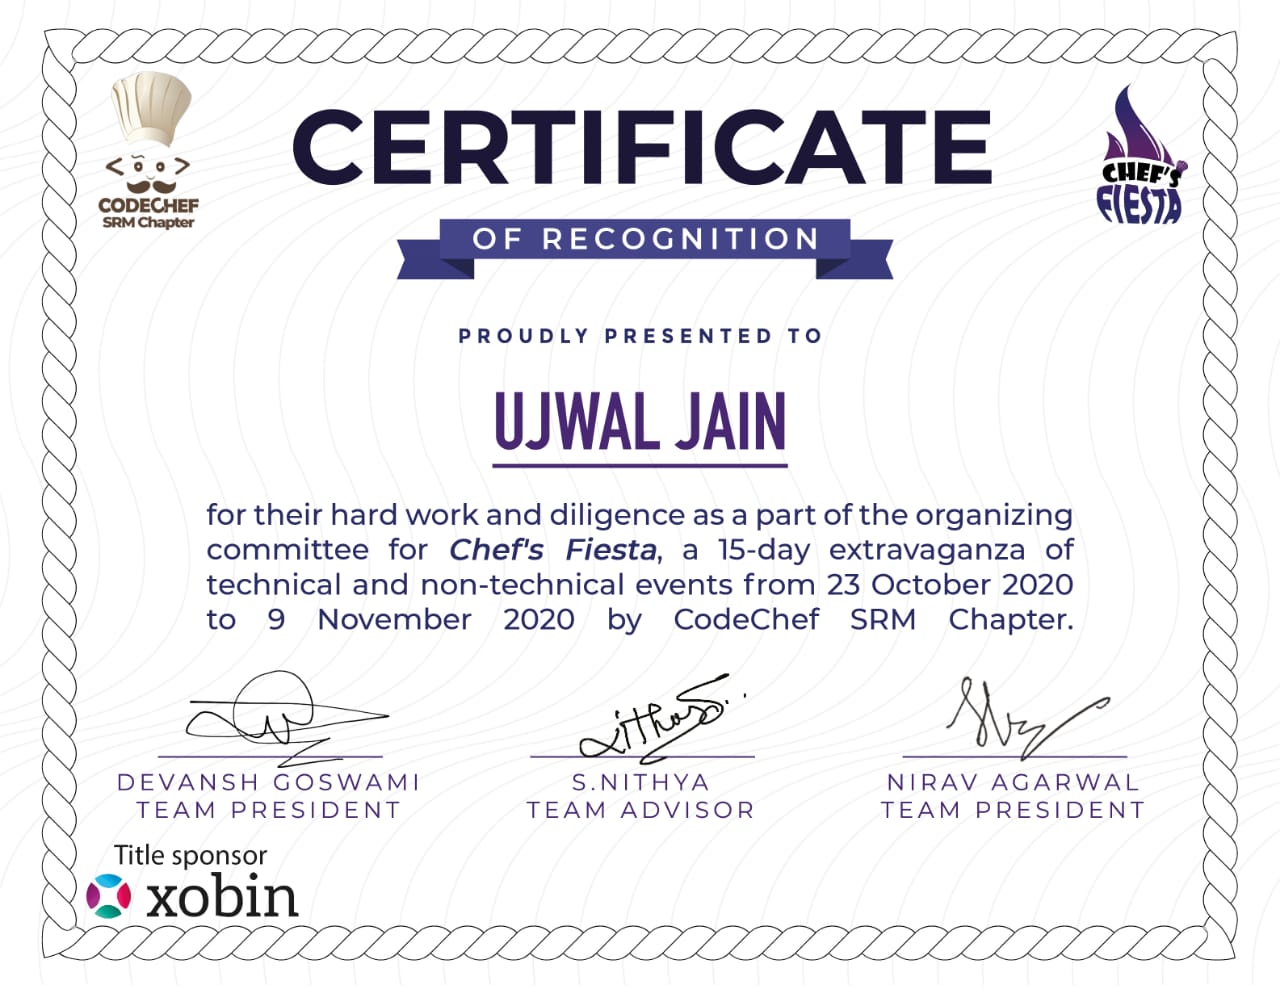 CODECHEF
SRM Chapter
CERTIFICATE
CHEF'S
FIESTA
OF RECOGNITION
PROUDLY PRESENTED TO
UJWAL JAIN
for their hard work and diligence as a part of the organizing
committee for Chef's Fiesta, a 15-day extravaganza of
technical and non-technical events from 23 October 2020
to 9 November 2020 by CodeChef SRM Chapter.
DEVANSH GOSWAMI
TEAM PRESIDENT
S.NITHYA
TEAM ADVISOR
NIRAV AGARWAL
TEAM PRESIDENT
Title sponsor
xobin